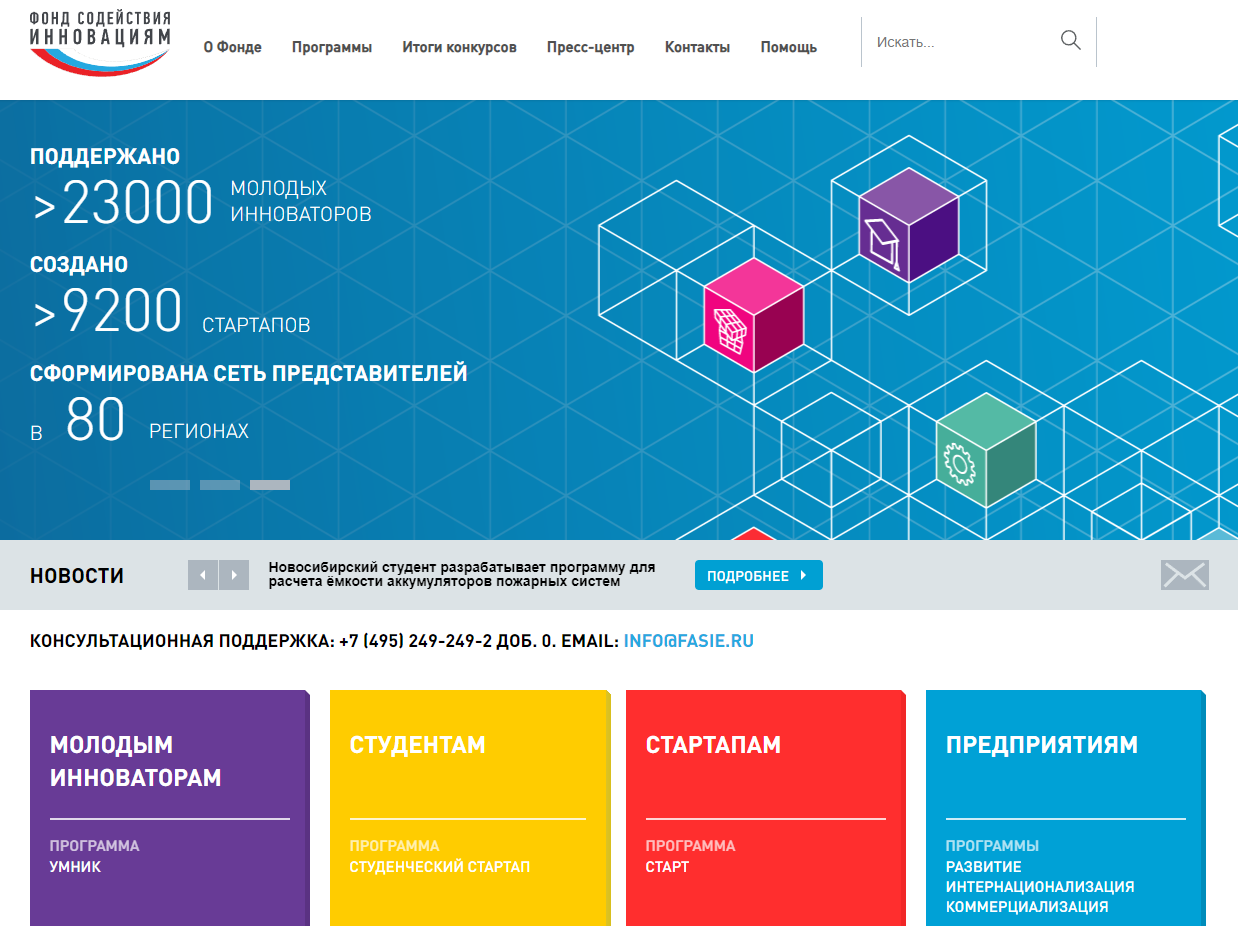 ФОНД СОДЕЙСТВИЯ
ИННОВАЦИЯМ
О Фонде Программы Итоги конкурсов Пресс-центр Контакты Помощь
Искать...
ПОДДЕРЖАНО
>23000 МОЛОДЫХ
ИННОВАТОРОВ
СОЗДАНО
>9200 СТАРТАПОВ
СФОРМИРОВАНА СЕТЬ ПРЕДСТАВИТЕЛЕЙ
В 80 РЕГИОНАХ
НОВОСТИ
Новосибирский студент разрабатывает программу для
расчета ёмкости аккумуляторов пожарных систем
ПОДРОБНЕЕ
КОНСУЛЬТАЦИОННАЯ ПОДДЕРЖКА: +7 (495) 249-249-2 ДОБ. 0. EMAIL: INFO@FASIE.RU
МОЛОДЫМ
ИННОВАТОРАМ
ПРОГРАММА
УМНИК
СТУДЕНТАМ
ПРОГРАММА
СТУДЕНЧЕСКИЙ СТАРТАП
СТАРТАПАМ
ПРОГРАММА
СТАРТ
ПРЕДПРИЯТИЯМ
ПРОГРАММЫ
РАЗВИТИЕ
ИНТЕРНАЦИОНАЛИЗАЦИЯ
КОММЕРЦИАЛИЗАЦИЯ